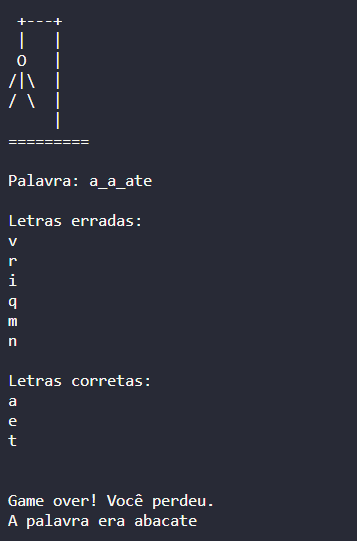 +---+
 |   |
 O   |
/|\  |
/ \  |
     |
=========
Palavra: a_a_ate
Letras erradas:
v
r
i
q
m
n
Letras corretas:
a
e
t
Game over! Você perdeu.
A palavra era abacate